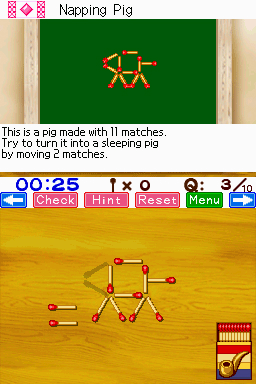 Napping Pig
This is a pig made with 11 matches.
Try to turn it into a sleeping pig
by moving 2 matches.
00:25 × 0 Q: 3/10
Check Hint Reset Menu